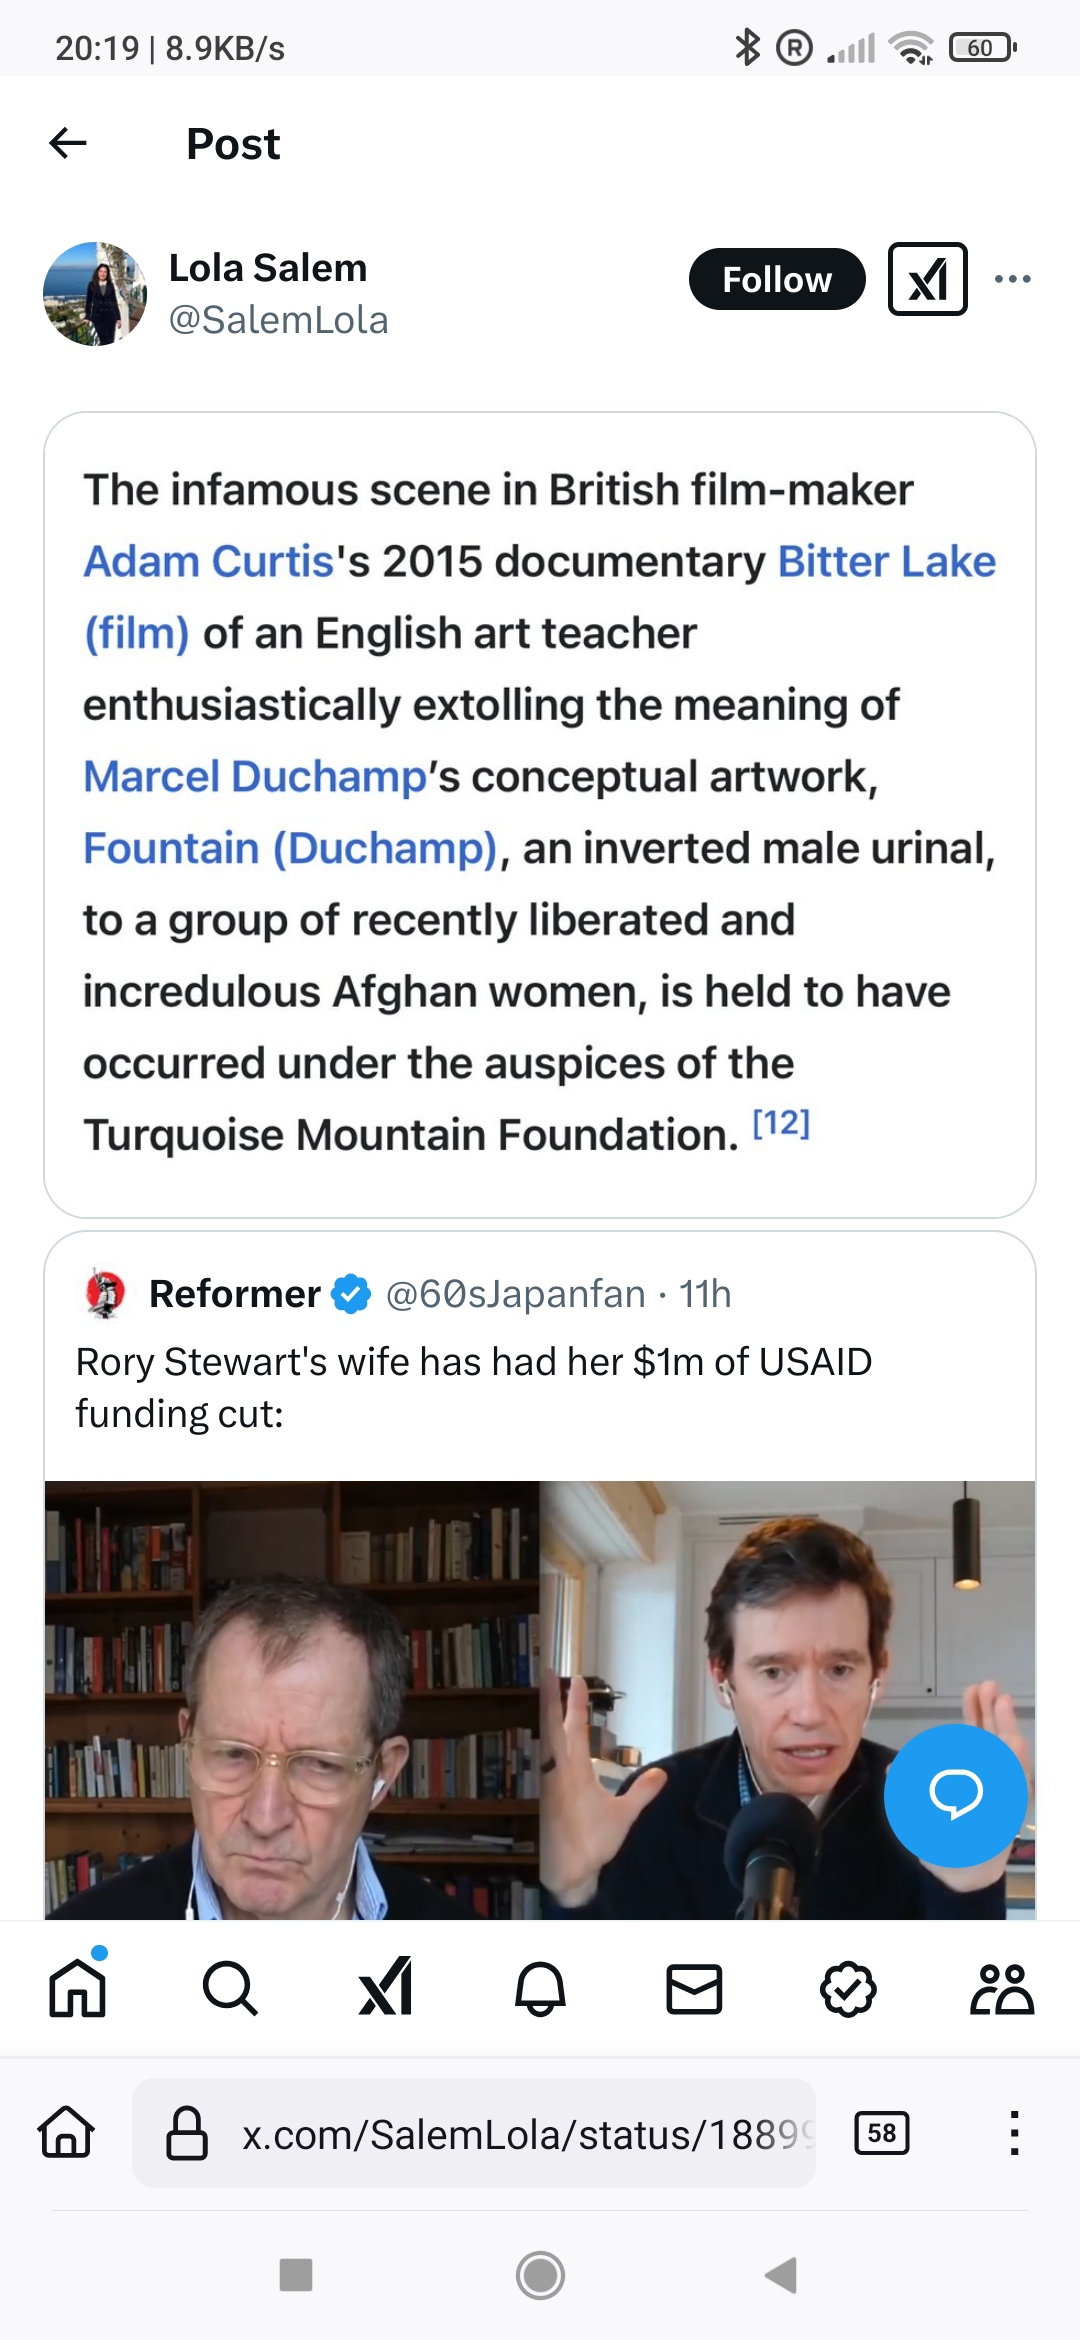 20:19 | 8.9KB/s
60
Post
Lola Salem
@SalemLola
Follow
The infamous scene in British film-maker
Adam Curtis's 2015 documentary Bitter Lake
(film) of an English art teacher
enthusiastically extolling the meaning of
Marcel Duchamp’s conceptual artwork,
Fountain (Duchamp), an inverted male urinal,
to a group of recently liberated and
incredulous Afghan women, is held to have
occurred under the auspices of the
Turquoise Mountain Foundation. [12]
Reformer @60sJapanfan · 11h
Rory Stewart's wife has had her $1m of USAID
funding cut:
x.com/SalemLola/status/18899
58